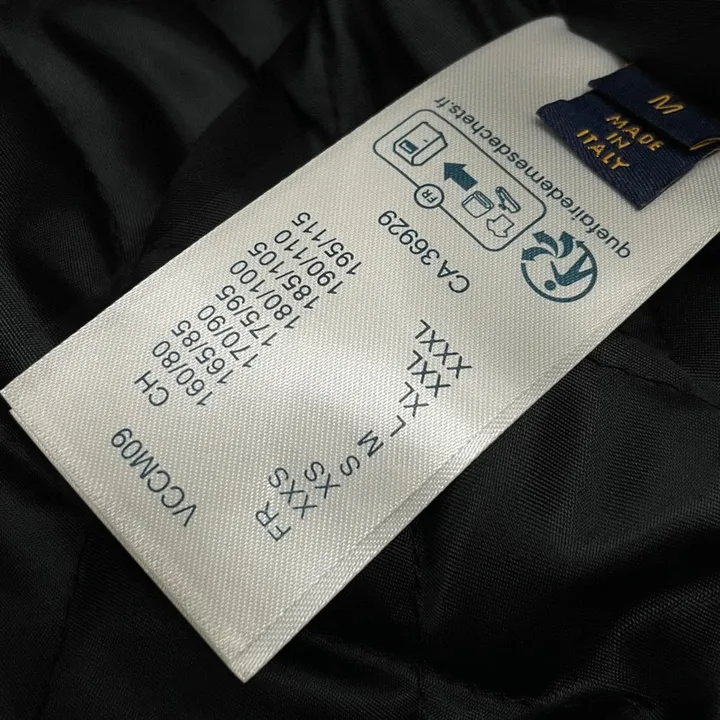 M
MADE
IN
ITALY
quefairedemesdechets.fr
FR
CA 36929
VCCM09
FR CH
XXS 160/80
XS 165/85
S 170/90
M 175/95
L 180/100
XL 185/105
XXL 190/110
XXXL 195/115